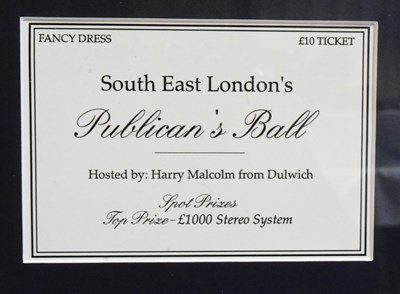 FANCY DRESS £10 TICKET
South East London's
Publican's Ball
Hosted by: Harry Malcolm from Dulwich
Spot Prizes
Top Prize - £1000 Stereo System